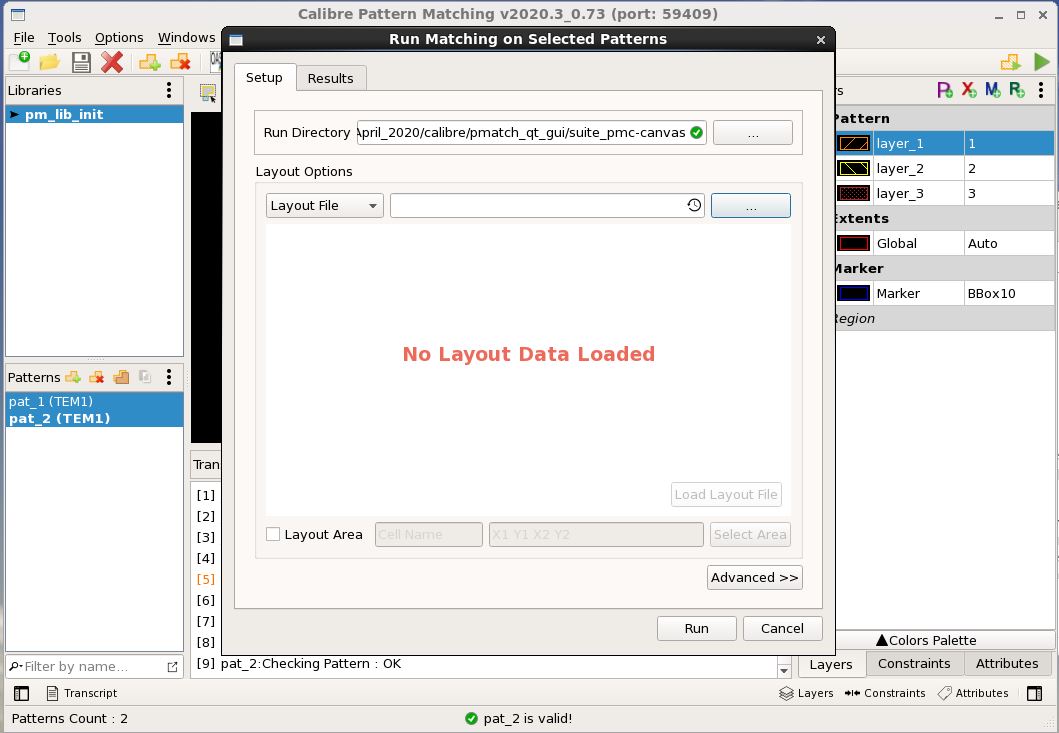 Calibre Pattern Matching v2020.3_0.73 (port: 59409)
File Tools Options Windows
Run Matching on Selected Patterns
Libraries
pm_lib_init
Patterns
pat_1 (TEM1)
pat_2 (TEM1)
Filter by name...
Setup Results
Run Directory April_2020/calibre/pmatch_qt_gui/suite_pmc-canvas ...
Layout Options
Layout File ...
No Layout Data Loaded
Load Layout File
Layout Area Cell Name X1 Y1 X2 Y2 Select Area
Advanced >>
Run Cancel
Tran
[1]
[2]
[3]
[4]
[5]
[6]
[7]
[8]
[9] pat_2:Checking Pattern : OK
rs
Pattern
layer_1 1
layer_2 2
layer_3 3
Extents
Global Auto
Marker
Marker BBox10
Region
Colors Palette
Layers Constraints Attributes
Transcript Layers Constraints Attributes
Patterns Count : 2 pat_2 is valid!